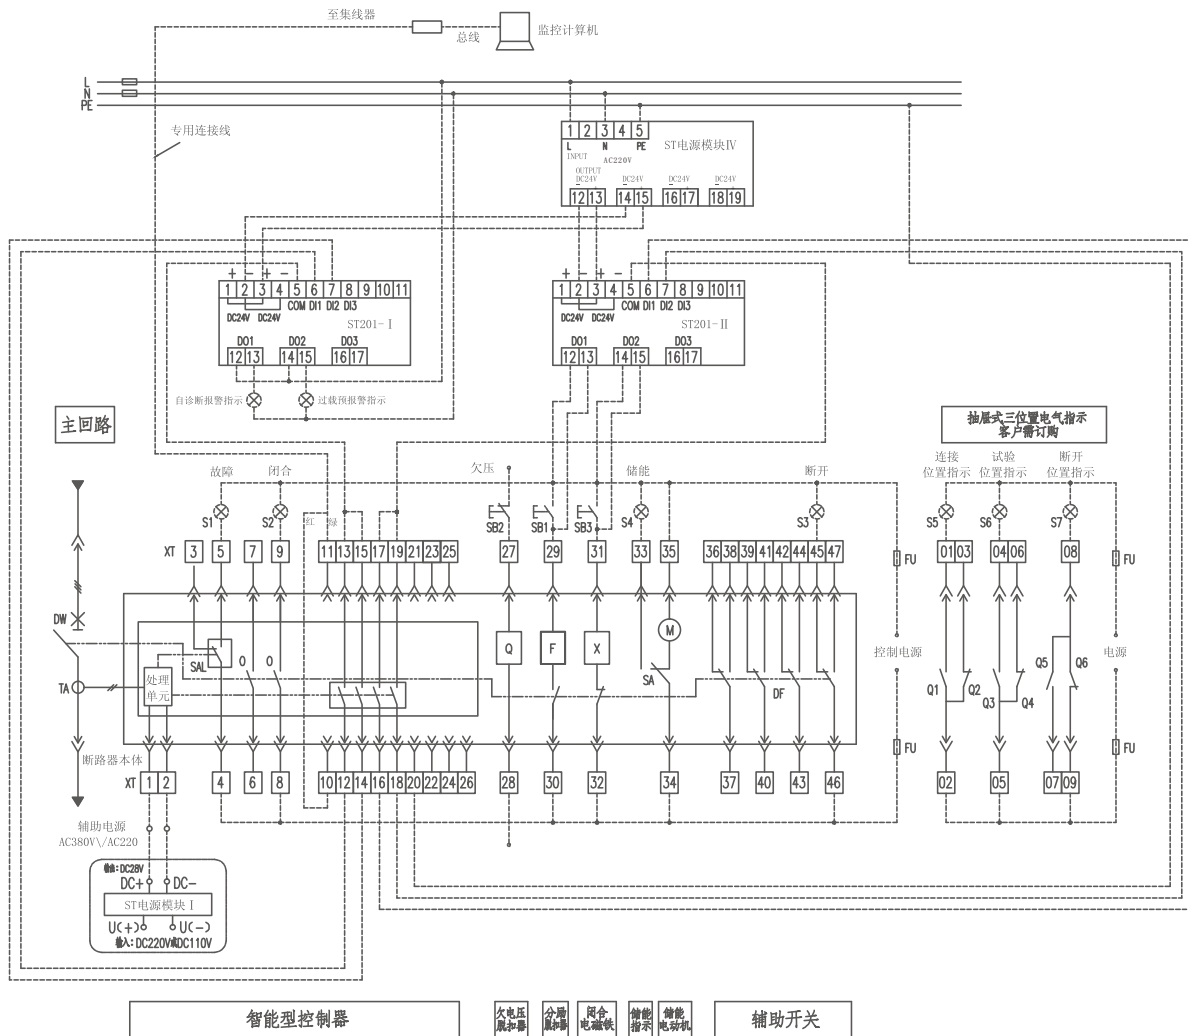 至集线器
总线
监控计算机
L
N
PE
专用连接线
1 2 3 4 5
L N PE
ST电源模块Ⅳ
INPUT
AC220V
OUTPUT
DC24V DC24V DC24V DC24V
12 13 14 15 16 17 18 19
+ − + −
1 2 3 4 5 6 7 8 9 10 11
COM DI1 DI2 DI3
DC24V DC24V
ST201-Ⅰ
DO1 DO2 DO3
12 13 14 15 16 17
+ − + −
1 2 3 4 5 6 7 8 9 10 11
COM DI1 DI2 DI3
DC24V DC24V
ST201-Ⅱ
DO1 DO2 DO3
12 13 14 15 16 17
自诊断报警指示
过载预报警指示
主回路
抽屉式三位置电气指示
客户需订购
故障 闭合 欠压 储能 断开
连接
位置指示
试验
位置指示
断开
位置指示
红 绿
S1 S2 SB2 SB1 SB3 S4 S3 S5 S6 S7
XT 3 5 7 9 11 13 15 17 19 21 23 25 27 29 31 33 35 36 38 39 41 42 44 45 47 01 03 04 06 08
FU FU
DW
SAL
O O
Q F X
M
SA
DF
控制电源
电源
Q1 Q2 Q3 Q4 Q5 Q6
TA
处理
单元
FU FU
断路器本体
XT 1 2 4 6 8 10 12 14 16 18 20 22 24 26 28 30 32 34 37 40 43 46 02 05 07 09
辅助电源
AC380V\/AC220
输出:DC28V
DC+ DC−
ST电源模块Ⅰ
U(+) U(−)
输入:DC220V或DC110V
智能型控制器
欠电压
脱扣器
分励
脱扣器
闭合
电磁铁
储能
指示
储能
电动机
辅助开关